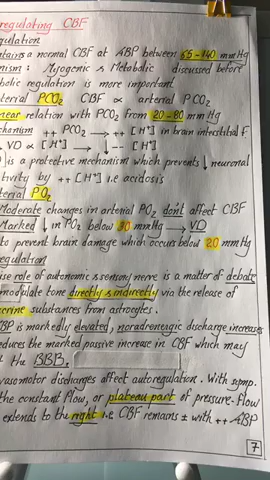 regulating CBF
gulation
tains a normal CBF at ABP between 65-140 mmHg
nism : Myogenic & Metabolic discussed before
bolic regulation is more important
terial PCO2 CBF ∝ arterial PCO2
near relation with PCO2 from 20-80 mmHg
chanism ++ PCO2 → ++ [H+] in brain interstitial f.
↓ VD ∝ [H+] ↓ -- [H+]
) is a protective mechanism which prevents ↓ neuronal
tivity by ++ [H+] i.e acidosis
terial PO2
Moderate changes in arterial PO2 don't affect CBF
Marked ↓ in PO2 below 30 mmHg → VD
to prevent brain damage which occurs below 20 mmHg
egulation
ise role of autonomic & sensory nerve is a matter of debate
modulate tone directly & indirectly via the release of
crine substances from astrocytes.
BP is markedly elevated, noradrenergic discharge increases
educes the marked passive increase in CBF which may
t the BBB.
vasomotor discharges affect autoregulation. With symp.
the constant flow, or plateau part of pressure-flow
extends to the right i.e CBF remains ± with ++ ABP
7